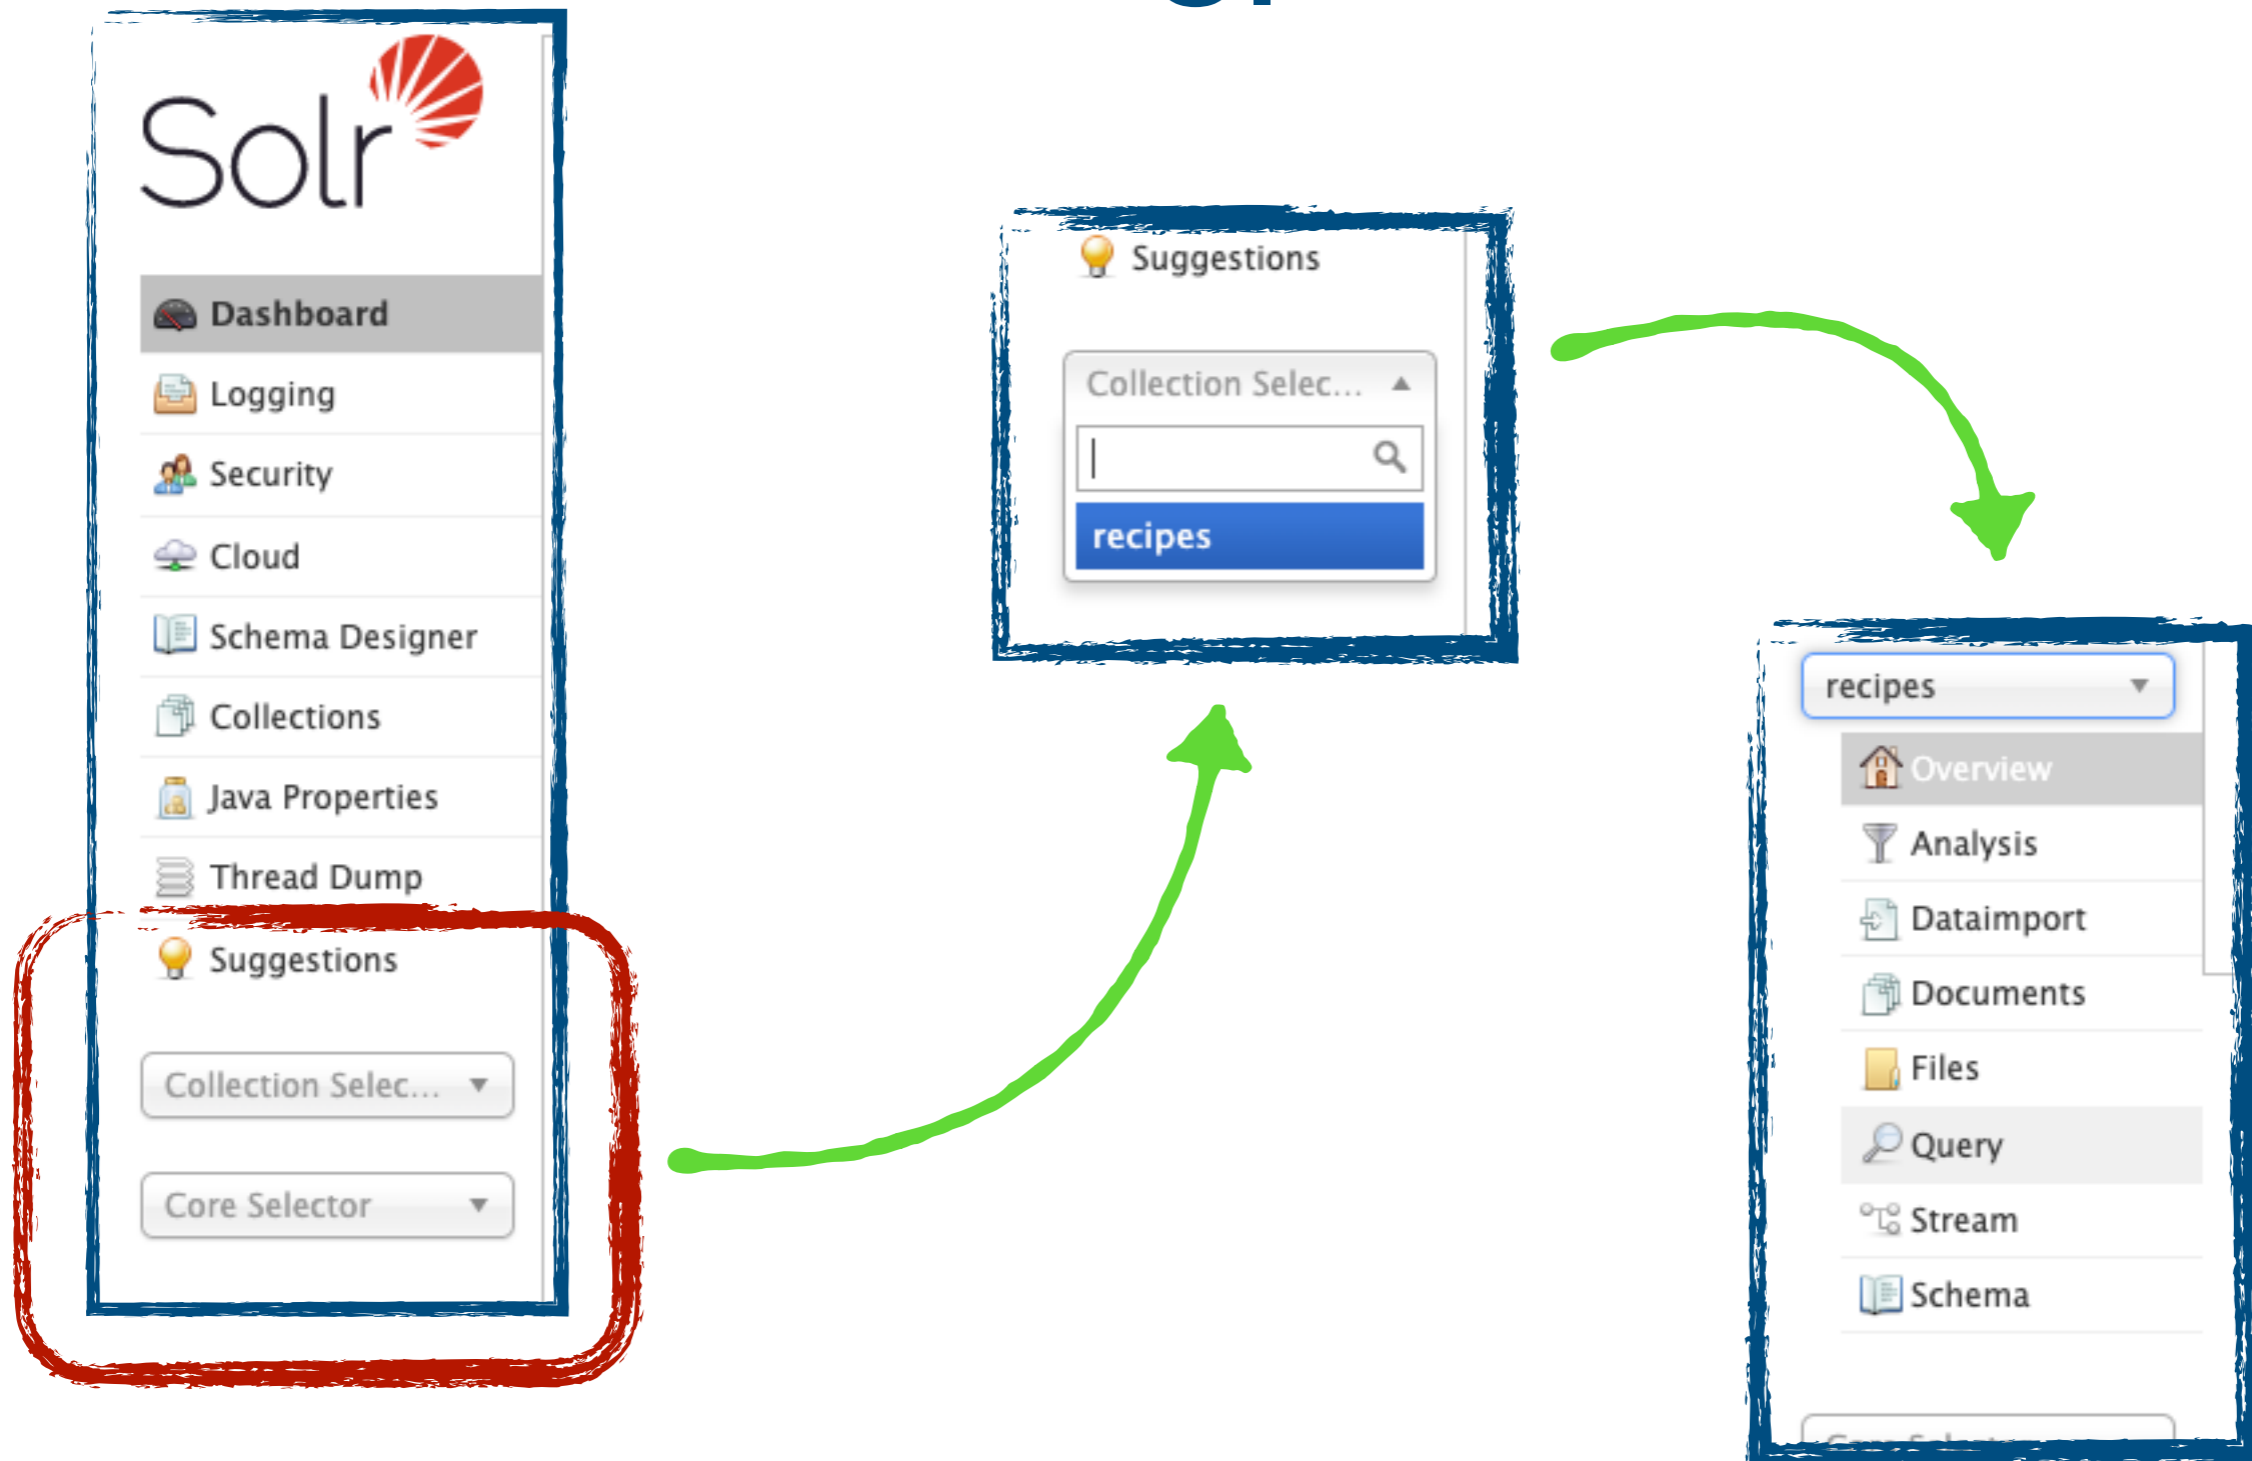 Solr
Dashboard
Logging
Security
Cloud
Schema Designer
Collections
Java Properties
Thread Dump
Suggestions
Collection Selec...
Core Selector
Suggestions
Collection Selec...
recipes
recipes
Overview
Analysis
Dataimport
Documents
Files
Query
Stream
Schema